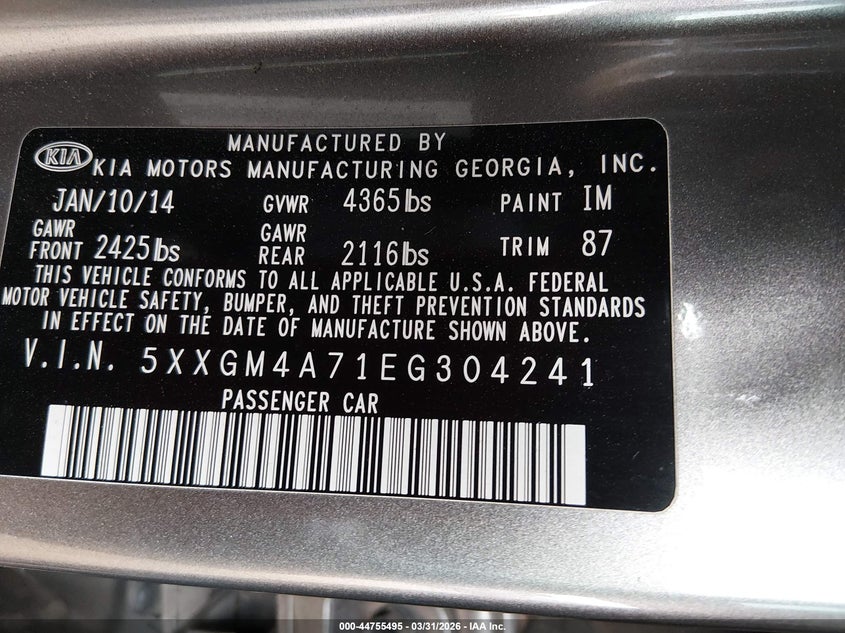 MANUFACTURED BY
KIA KIA MOTORS MANUFACTURING GEORGIA, INC.
JAN/10/14 GVWR 4365lbs PAINT IM
GAWR FRONT 2425lbs GAWR REAR 2116lbs TRIM 87
THIS VEHICLE CONFORMS TO ALL APPLICABLE U.S.A. FEDERAL
MOTOR VEHICLE SAFETY, BUMPER, AND THEFT PREVENTION STANDARDS
IN EFFECT ON THE DATE OF MANUFACTURE SHOWN ABOVE.
V.I.N. 5XXGM4A71EG304241
PASSENGER CAR
000-44755495 - 03/31/2026 - IAA Inc.